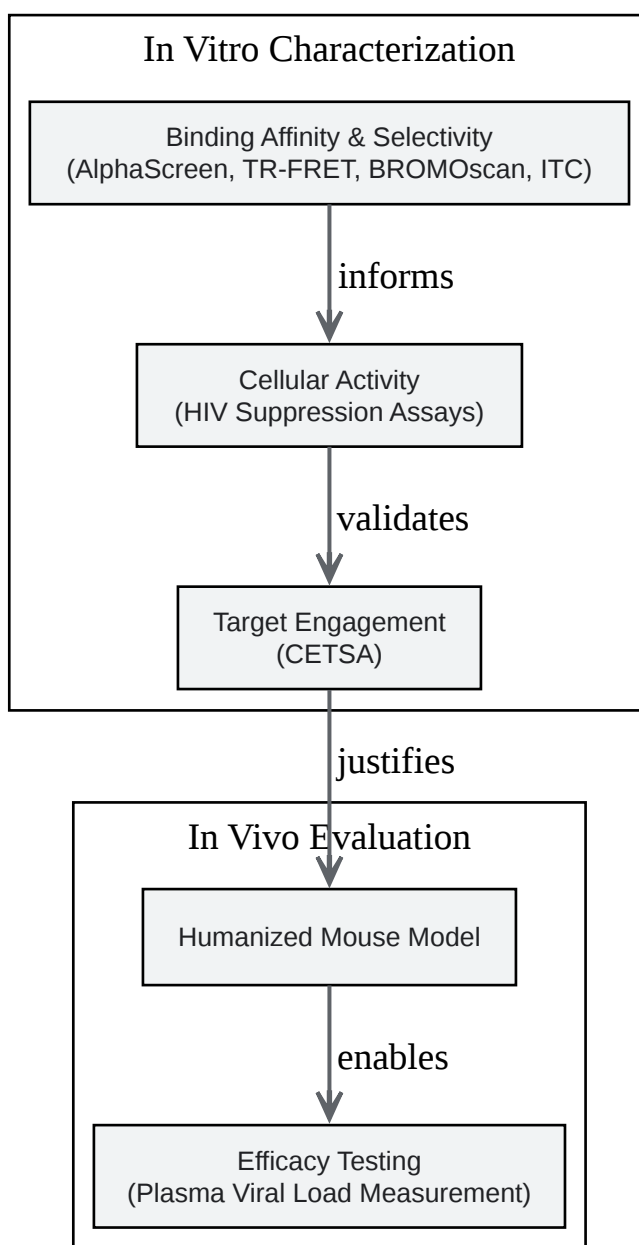 In Vitro Characterization
Binding Affinity & Selectivity
(AlphaScreen, TR-FRET, BROMOscan, ITC)
informs
Cellular Activity
(HIV Suppression Assays)
validates
Target Engagement
(CETSA)
justifies
In Vivo Evaluation
Humanized Mouse Model
enables
Efficacy Testing
(Plasma Viral Load Measurement)